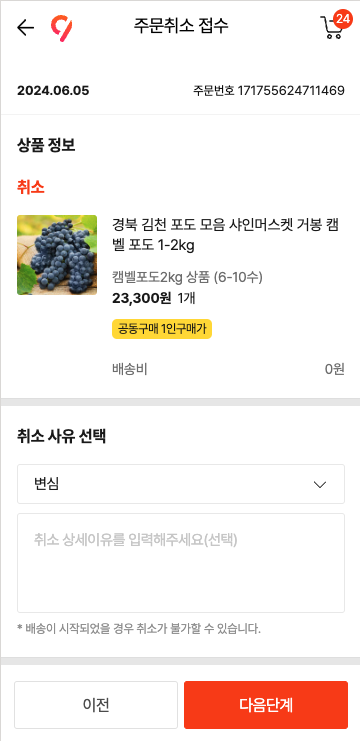 주문취소 접수
24
2024.06.05
주문번호 171755624711469
상품 정보
취소
경북 김천 포도 모음 샤인머스켓 거봉 캠
벨 포도 1-2kg
캠벨포도2kg 상품 (6-10수)
23,300원 1개
공동구매 1인구매가
배송비
0원
취소 사유 선택
변심
취소 상세이유를 입력해주세요(선택)
* 배송이 시작되었을 경우 취소가 불가할 수 있습니다.
이전
다음단계